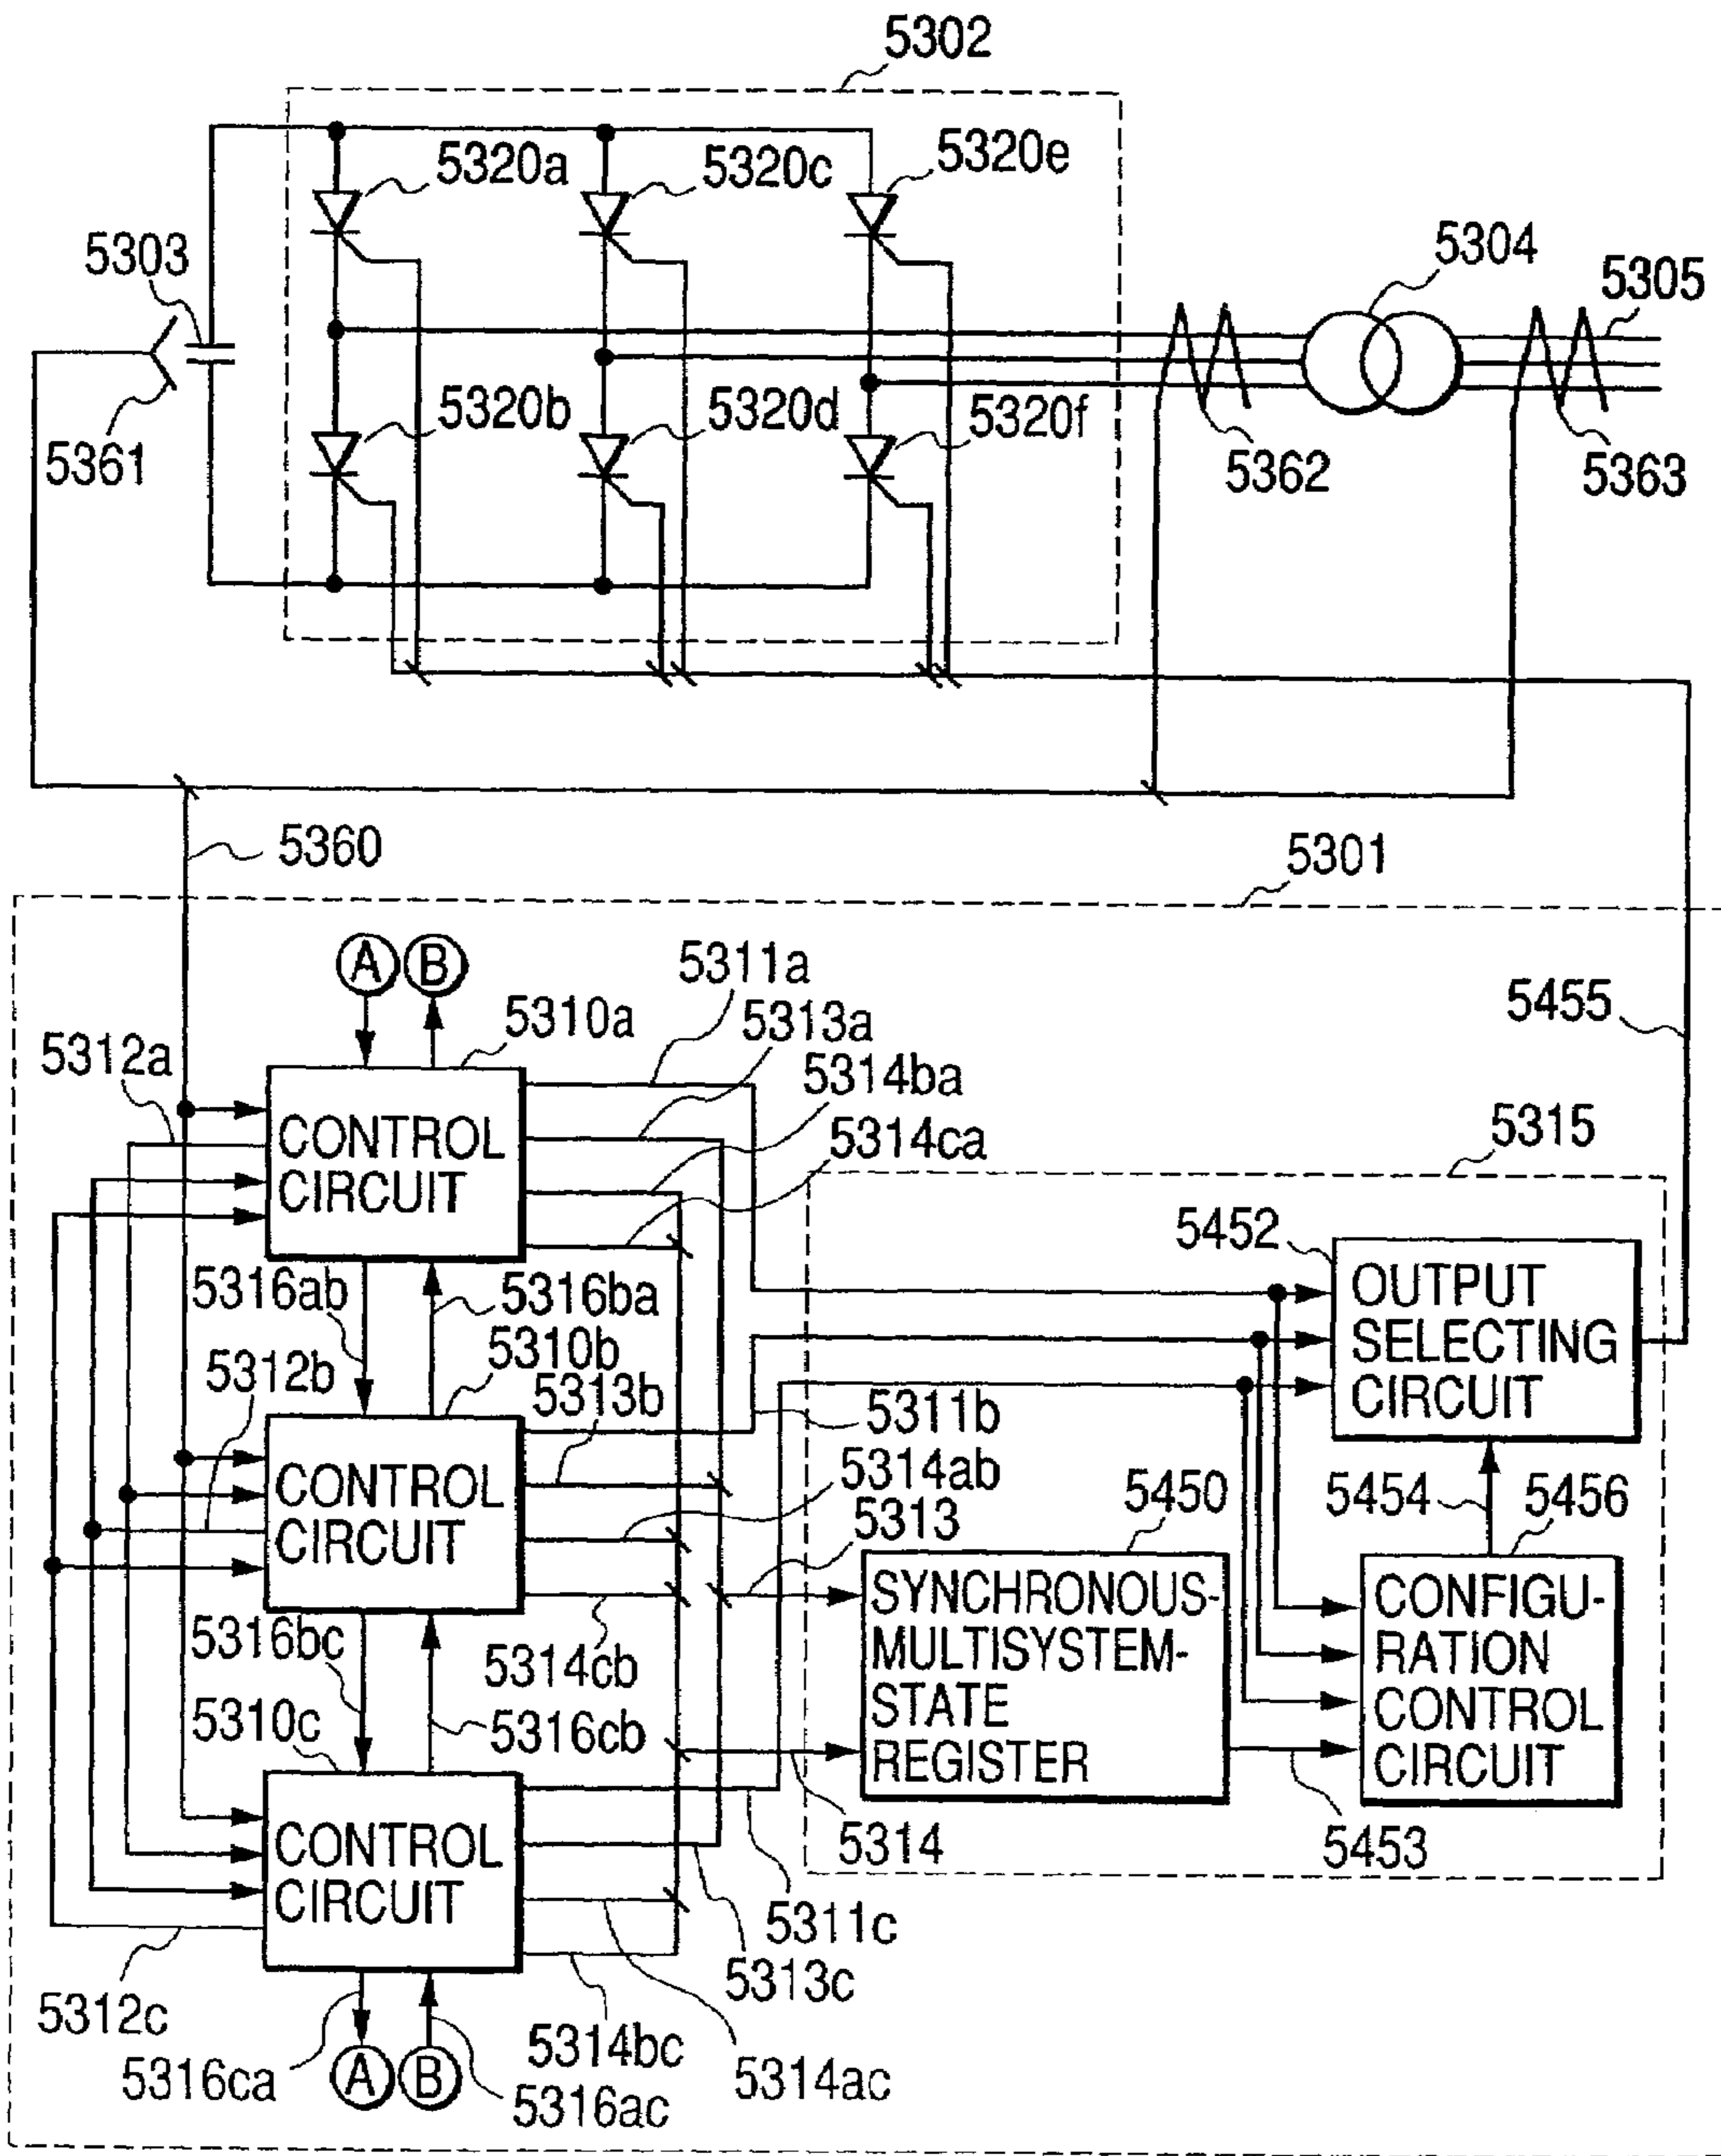 5302
5320a
5320c
5320e
5303
5304
5305
5361
5320b
5320d
5320f
5362
5363
5360
5301
A
B
5311a
5310a
5313a
5455
5312a
5314ba
5314ca
5315
CONTROL
CIRCUIT
5452
OUTPUT
SELECTING
CIRCUIT
5316ab
5316ba
5310b
5312b
5313b
5311b
5314ab
5450
5454
5456
5313
CONTROL
CIRCUIT
SYNCHRONOUS-
MULTISYSTEM-
STATE
REGISTER
CONFIGU-
RATION
CONTROL
CIRCUIT
5316bc
5314cb
5310c
5316cb
5314
5453
CONTROL
CIRCUIT
5311c
5313c
5312c
5314bc
5314ac
5316ca
A
B
5316ac